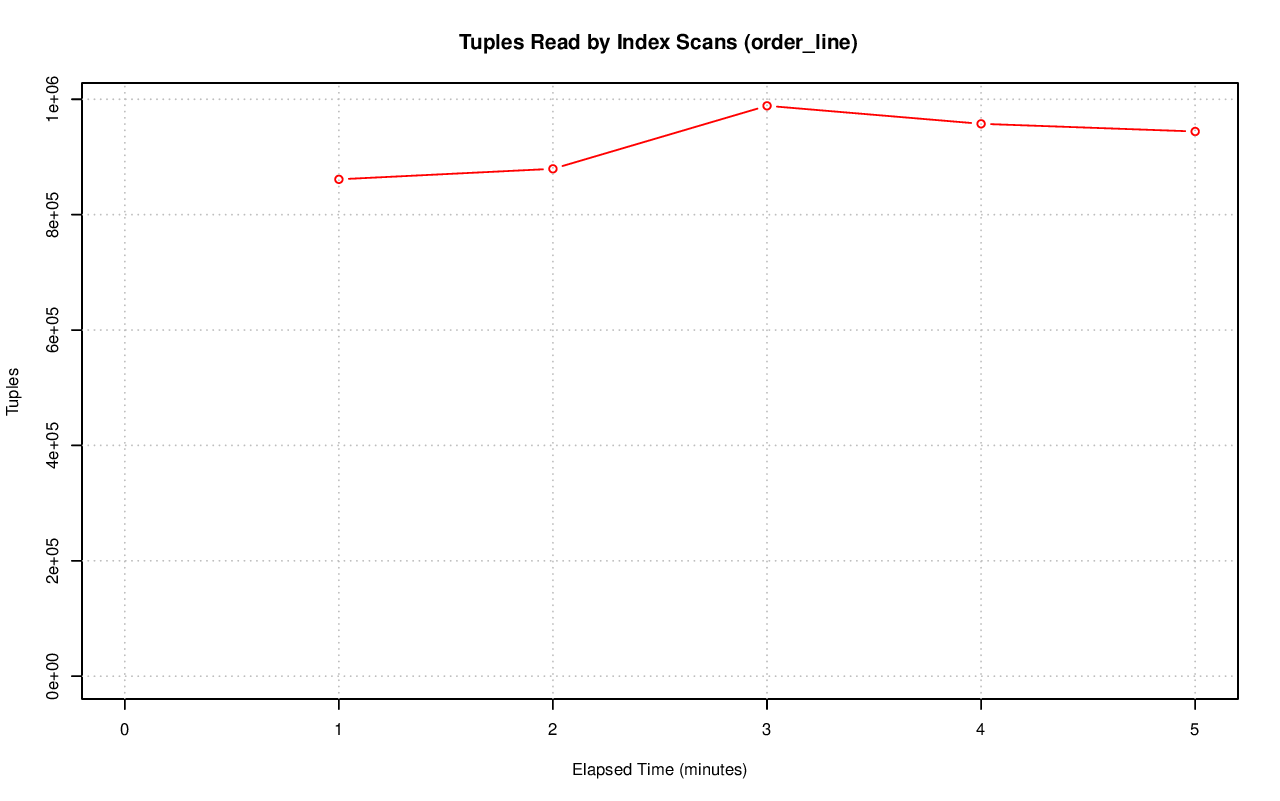 Tuples Read by Index Scans (order_line)
1e+06
8e+05
6e+05
4e+05
2e+05
0e+00
Tuples
0 1 2 3 4 5
Elapsed Time (minutes)